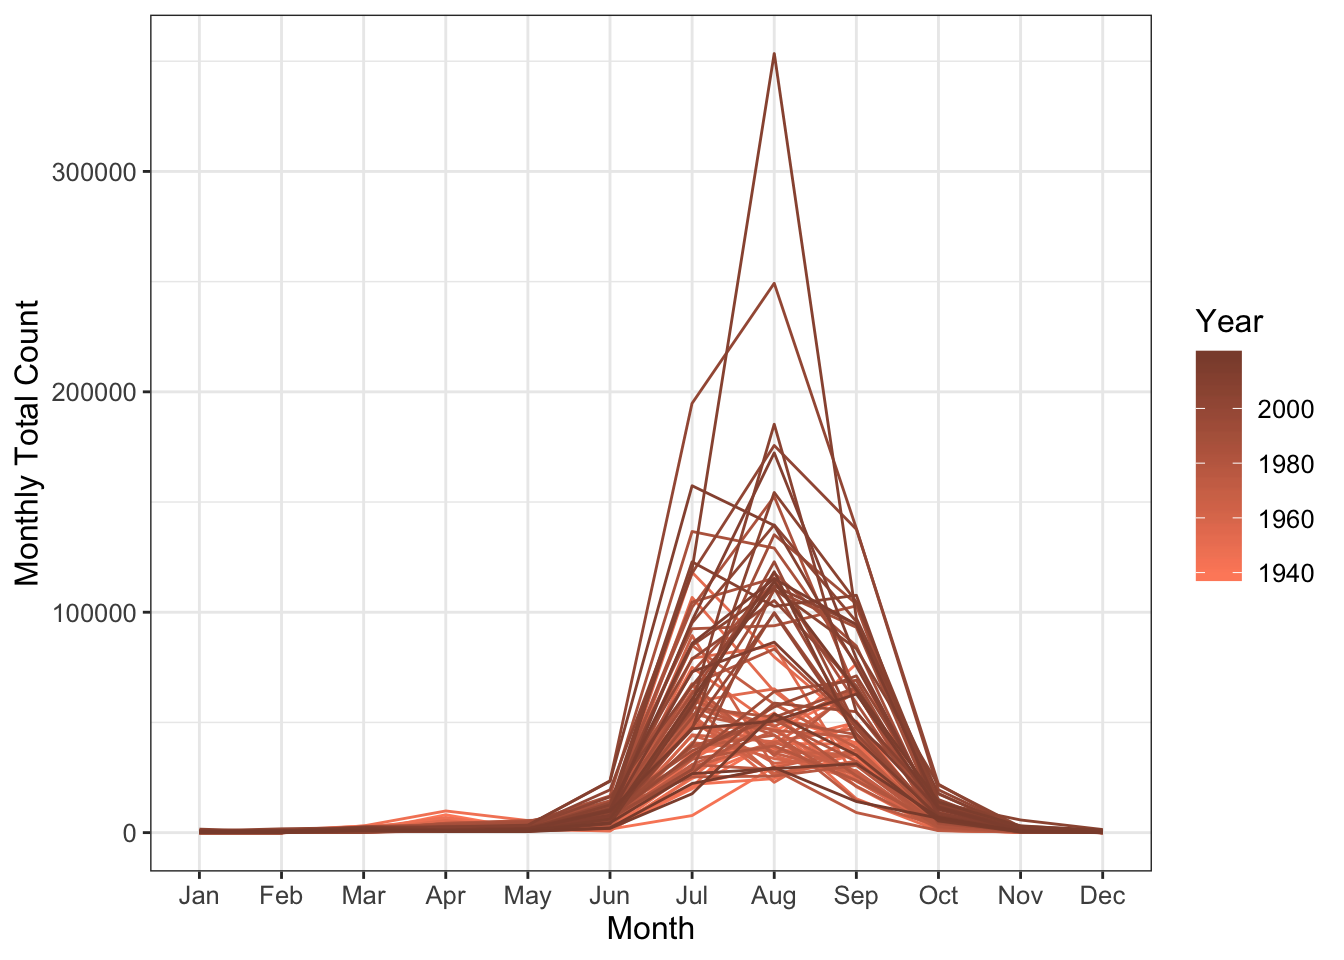 Monthly Total Count
300000
200000
100000
0
Jan Feb Mar Apr May Jun Jul Aug Sep Oct Nov Dec
Month
Year
2000
1980
1960
1940